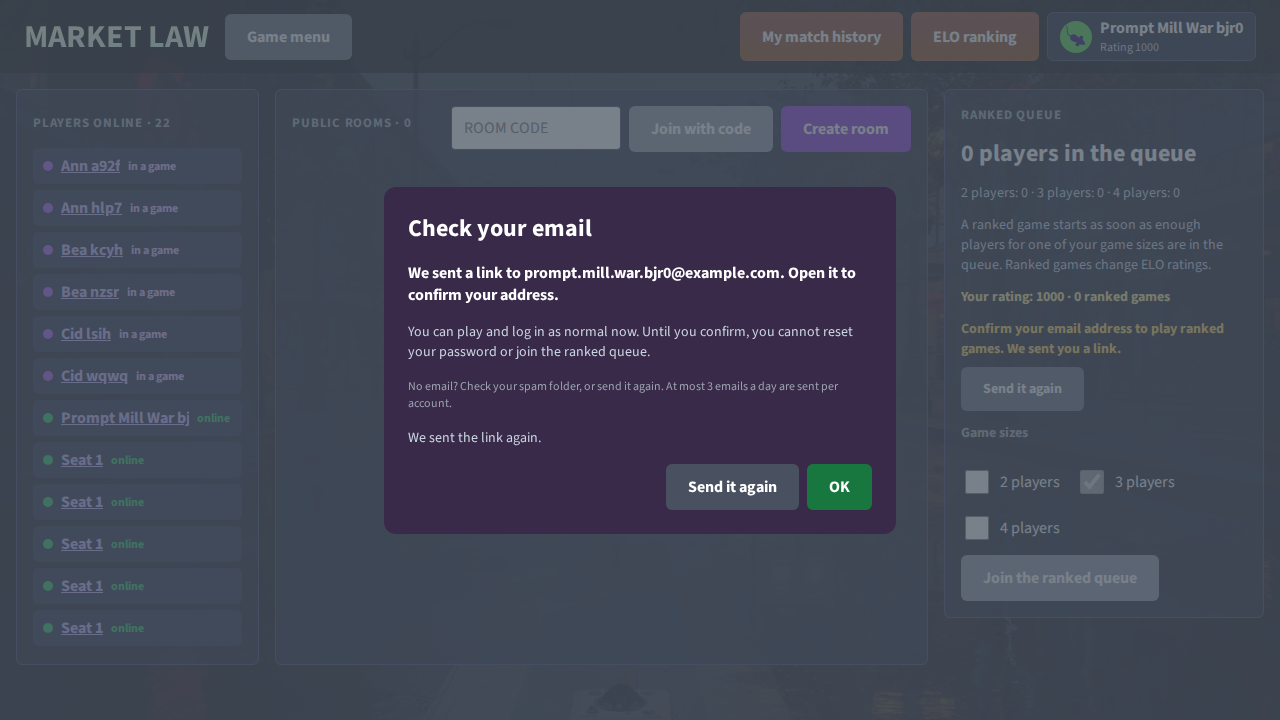 MARKET LAW
Game menu
My match history
ELO ranking
Prompt Mill War bjr0
Rating 1000
PLAYERS ONLINE · 22
Ann a92f in a game
Ann hlp7 in a game
Bea kcyh in a game
Bea nzsr in a game
Cid lsih in a game
Cid wqwq in a game
Prompt Mill War bj online
Seat 1 online
Seat 1 online
Seat 1 online
Seat 1 online
Seat 1 online
PUBLIC ROOMS · 0
ROOM CODE
Join with code
Create room
Check your email
We sent a link to prompt.mill.war.bjr0@example.com. Open it to
confirm your address.
You can play and log in as normal now. Until you confirm, you cannot reset
your password or join the ranked queue.
No email? Check your spam folder, or send it again. At most 3 emails a day are sent per
account.
We sent the link again.
Send it again
OK
RANKED QUEUE
0 players in the queue
2 players: 0 · 3 players: 0 · 4 players: 0
A ranked game starts as soon as enough
players for one of your game sizes are in the
queue. Ranked games change ELO ratings.
Your rating: 1000 · 0 ranked games
Confirm your email address to play ranked
games. We sent you a link.
Send it again
Game sizes
2 players
3 players
4 players
Join the ranked queue